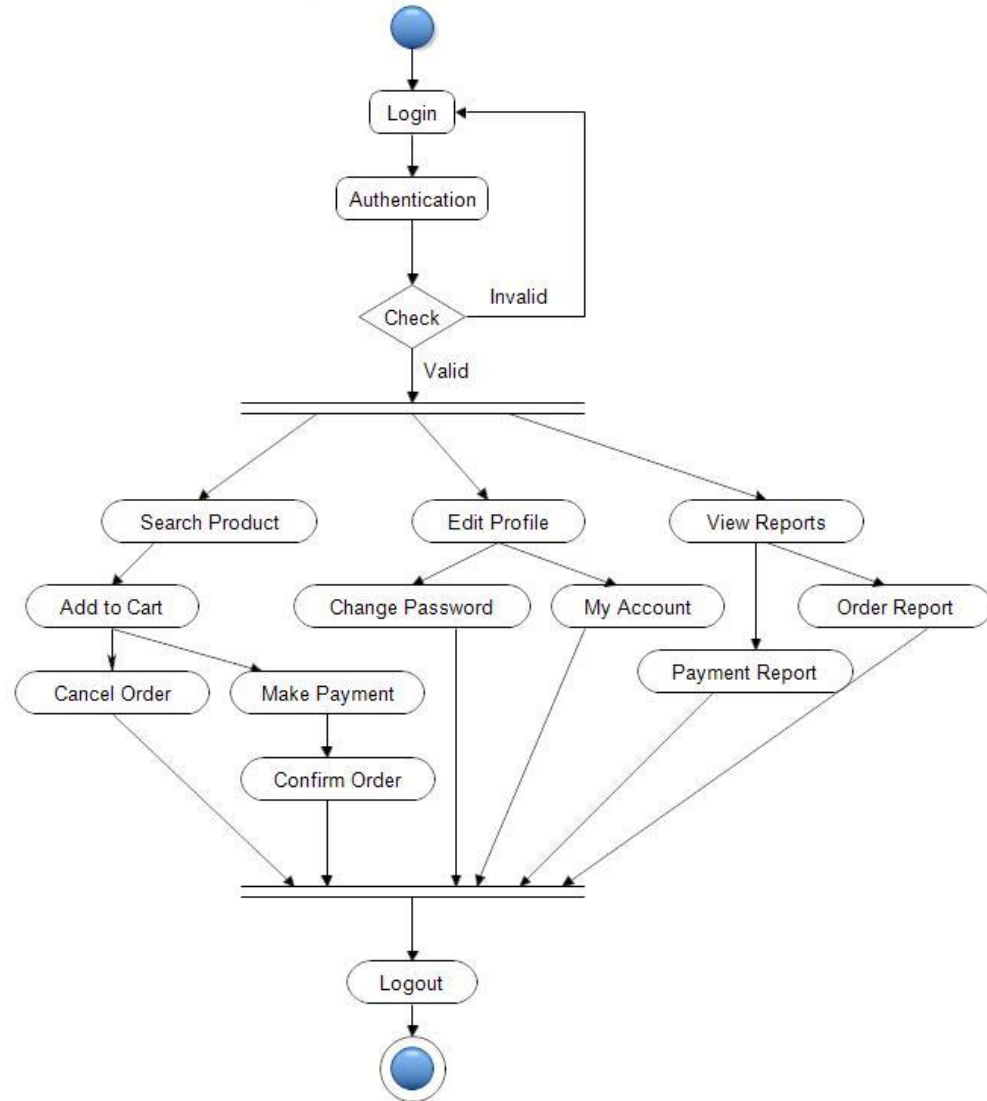 Login
Authentication
Invalid
Check
Valid
Search Product
Edit Profile
View Reports
Add to Cart
Change Password
My Account
Order Report
Cancel Order
Make Payment
Payment Report
Confirm Order
Logout